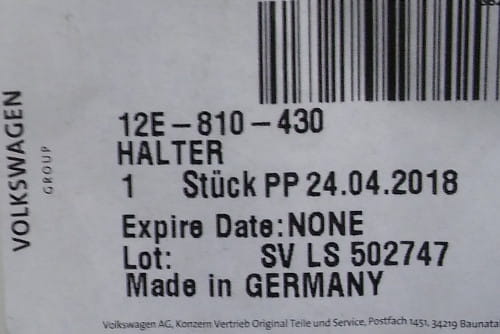 VOLKSWAGEN
GROUP
12E-810-430
HALTER
1 Stück PP 24.04.2018
Expire Date:NONE
Lot: SV LS 502747
Made in GERMANY
Volkswagen AG, Konzern Vertrieb Original Teile und Service, Postfach 1451, 34219 Baunata